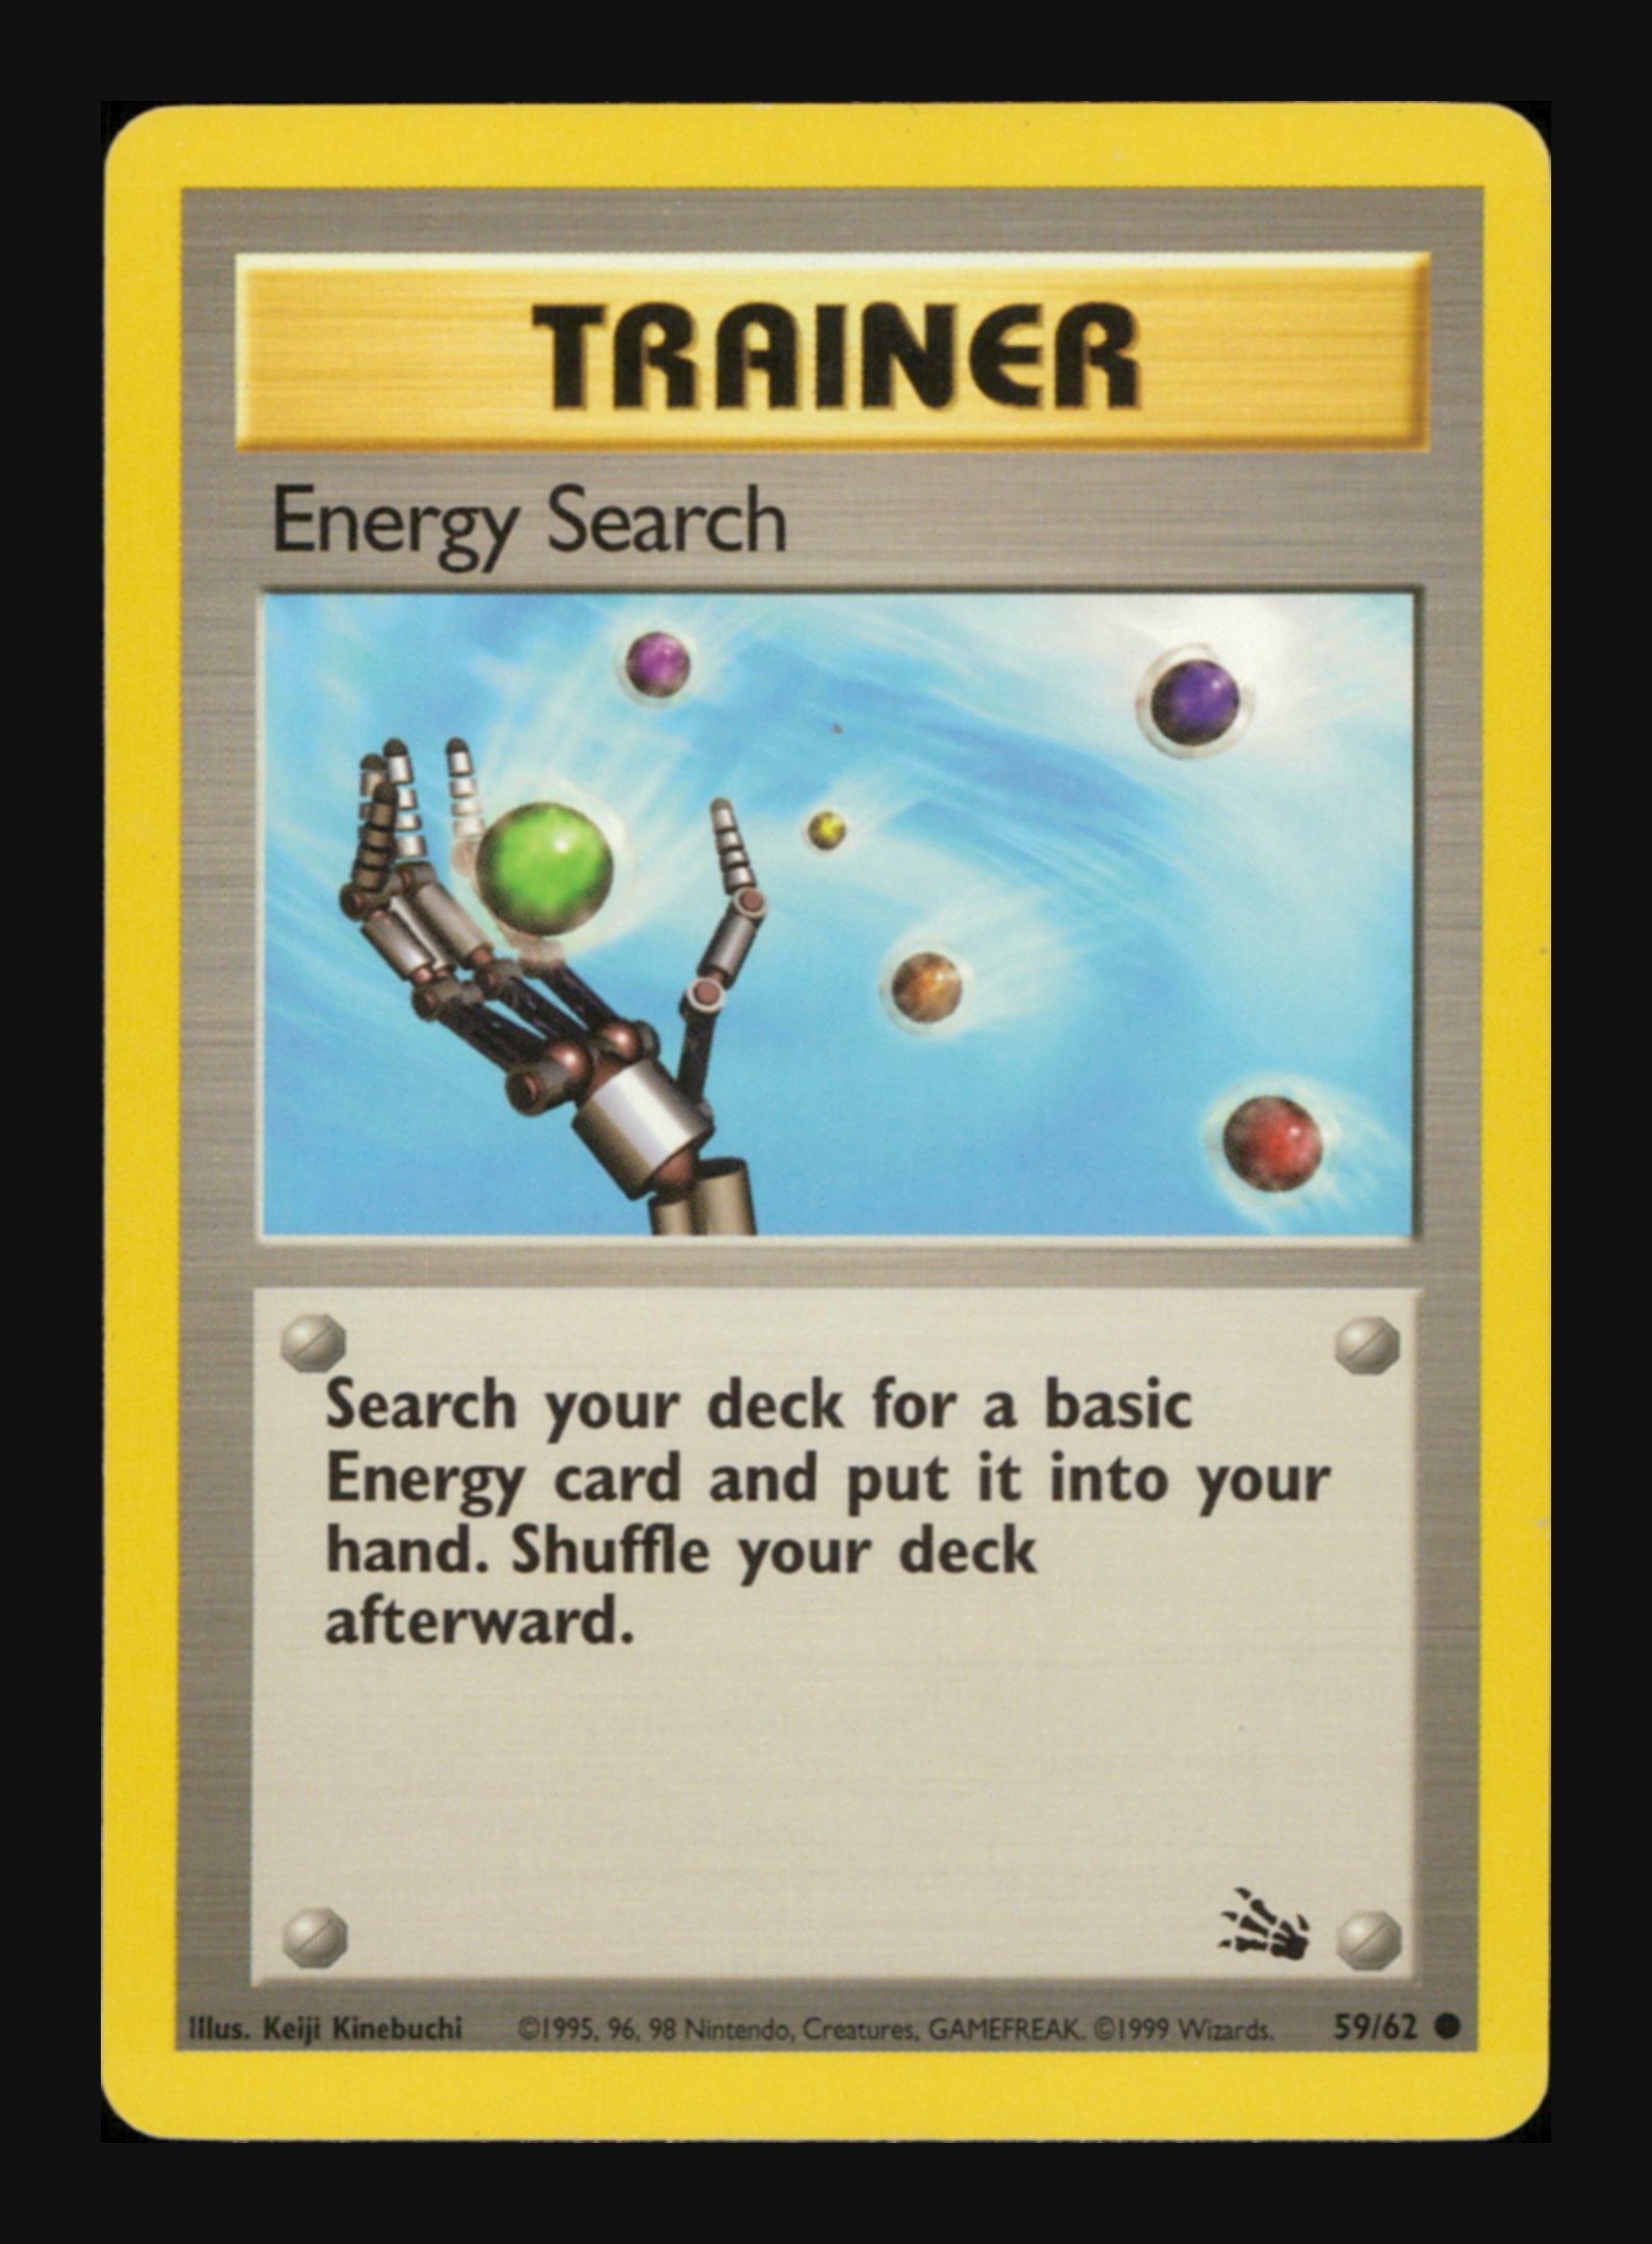 TRAINER
Energy Search
Search your deck for a basic
Energy card and put it into your
hand. Shuffle your deck
afterward.
Illus. Keiji Kinebuchi ©1995, 96, 98 Nintendo, Creatures, GAMEFREAK. ©1999 Wizards. 59/62 ●